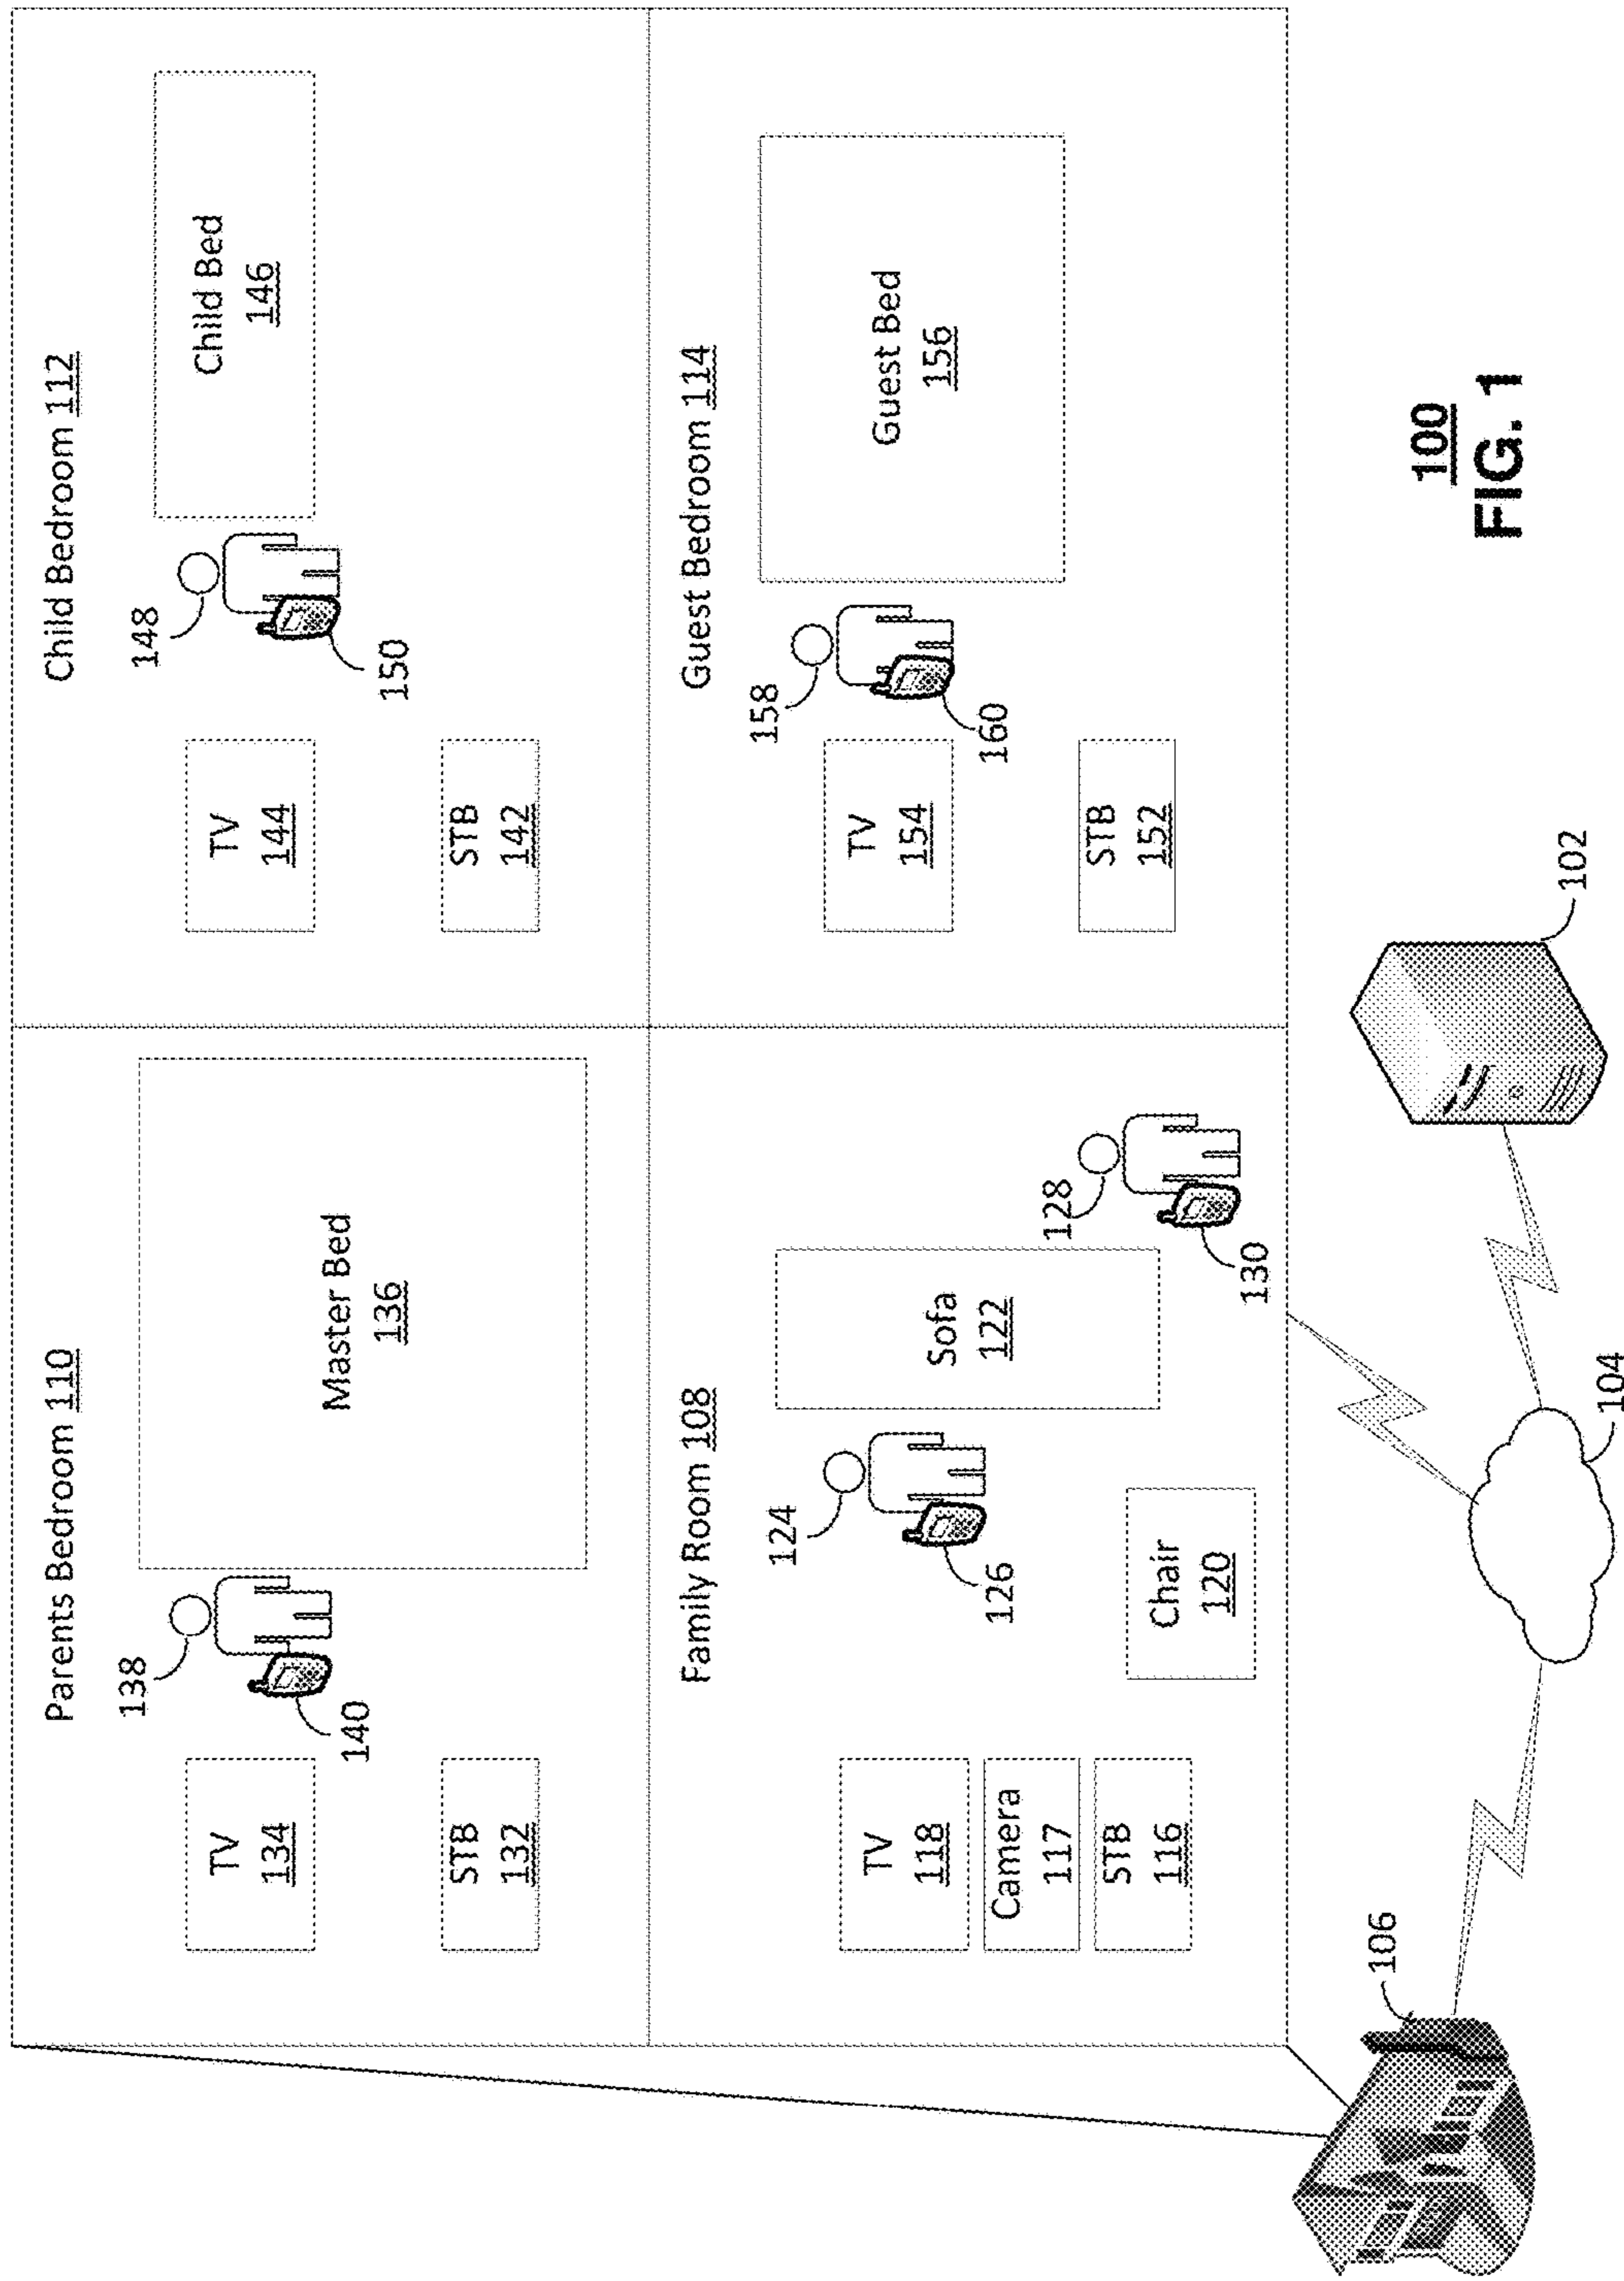 Parents Bedroom 110
138
140
TV
134
STB
132
Master Bed
136
Child Bedroom 112
148
150
TV
144
STB
142
Child Bed
146
Family Room 108
124
126
TV
118
Camera
117
STB
116
Chair
120
Sofa
122
128
130
Guest Bedroom 114
158
160
TV
154
STB
152
Guest Bed
156
106
104
102
100
FIG. 1